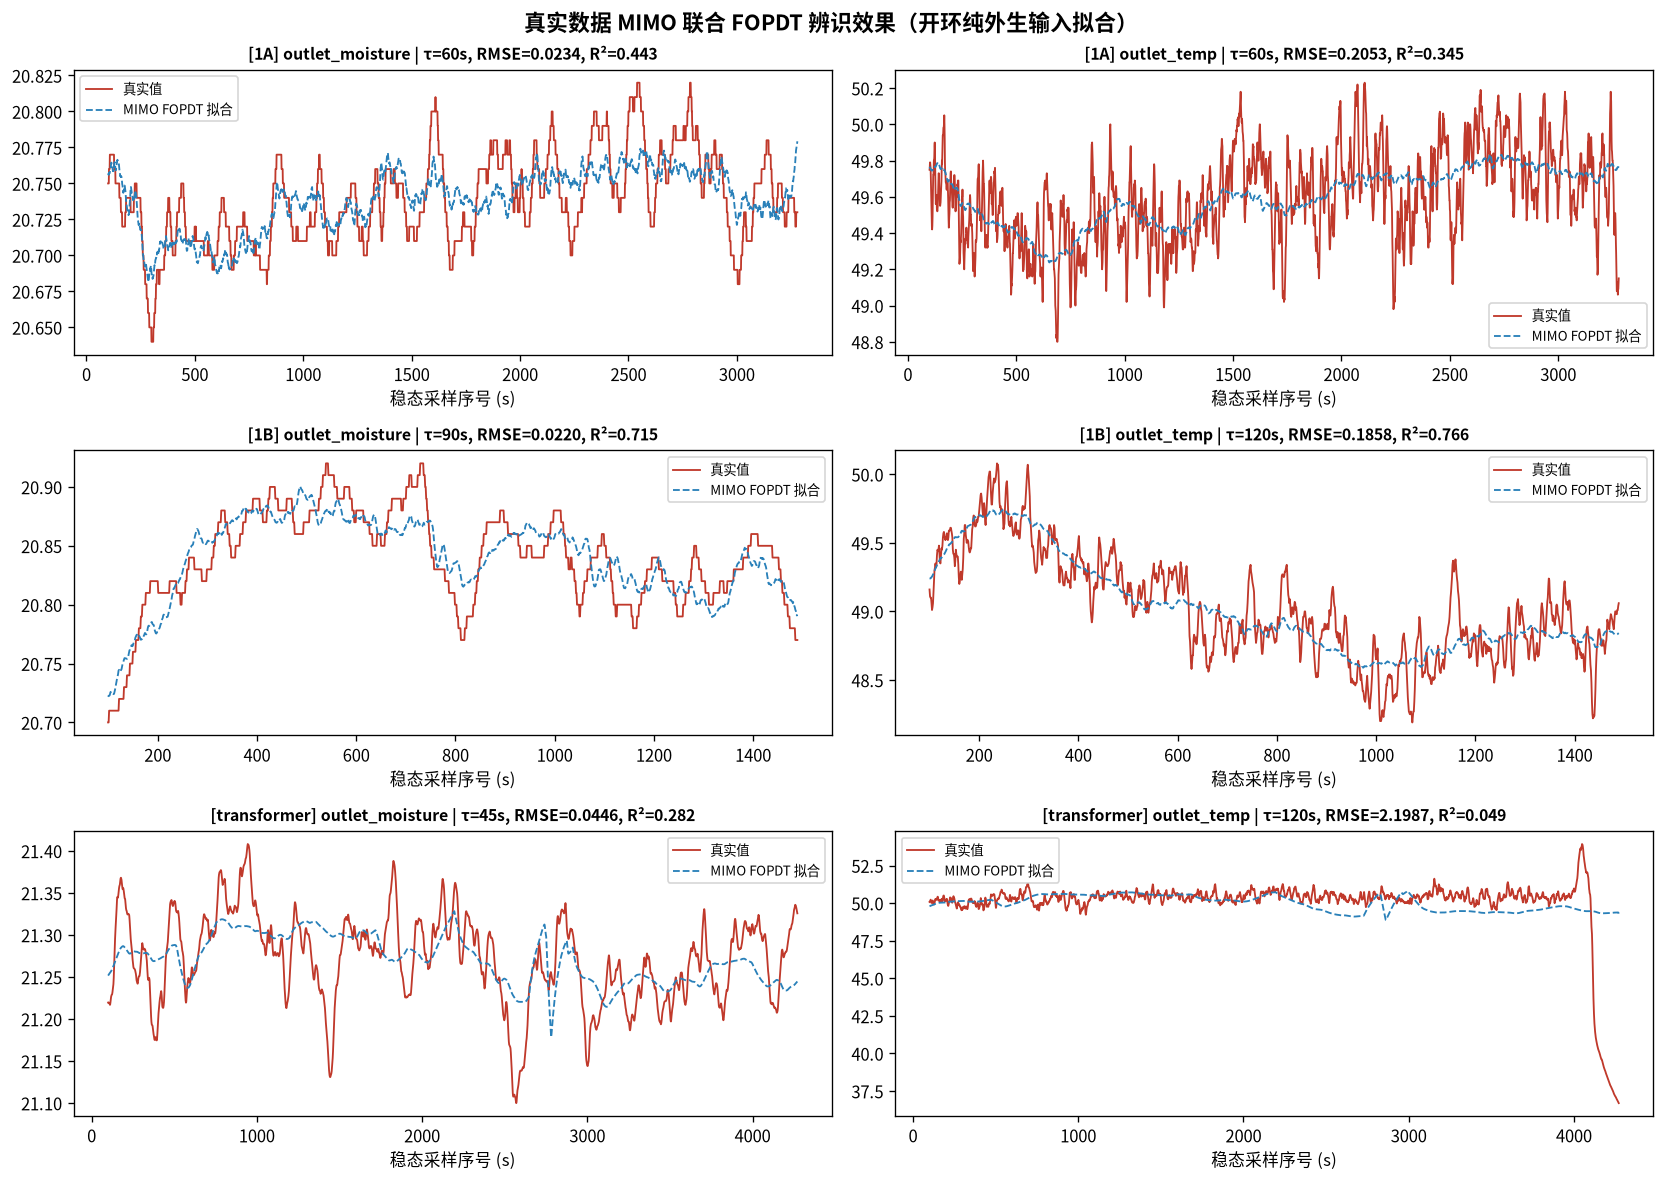 真实数据 MIMO 联合 FOPDT 辨识效果（开环纯外生输入拟合）
[1A] outlet_moisture | τ=60s, RMSE=0.0234, R²=0.443
20.825
20.800
20.775
20.750
20.725
20.700
20.675
20.650
真实值
MIMO FOPDT 拟合
0 500 1000 1500 2000 2500 3000
稳态采样序号 (s)
[1A] outlet_temp | τ=60s, RMSE=0.2053, R²=0.345
50.2
50.0
49.8
49.6
49.4
49.2
49.0
48.8
真实值
MIMO FOPDT 拟合
0 500 1000 1500 2000 2500 3000
稳态采样序号 (s)
[1B] outlet_moisture | τ=90s, RMSE=0.0220, R²=0.715
20.90
20.85
20.80
20.75
20.70
真实值
MIMO FOPDT 拟合
200 400 600 800 1000 1200 1400
稳态采样序号 (s)
[1B] outlet_temp | τ=120s, RMSE=0.1858, R²=0.766
50.0
49.5
49.0
48.5
真实值
MIMO FOPDT 拟合
200 400 600 800 1000 1200 1400
稳态采样序号 (s)
[transformer] outlet_moisture | τ=45s, RMSE=0.0446, R²=0.282
21.40
21.35
21.30
21.25
21.20
21.15
21.10
真实值
MIMO FOPDT 拟合
0 1000 2000 3000 4000
稳态采样序号 (s)
[transformer] outlet_temp | τ=120s, RMSE=2.1987, R²=0.049
52.5
50.0
47.5
45.0
42.5
40.0
37.5
真实值
MIMO FOPDT 拟合
0 1000 2000 3000 4000
稳态采样序号 (s)